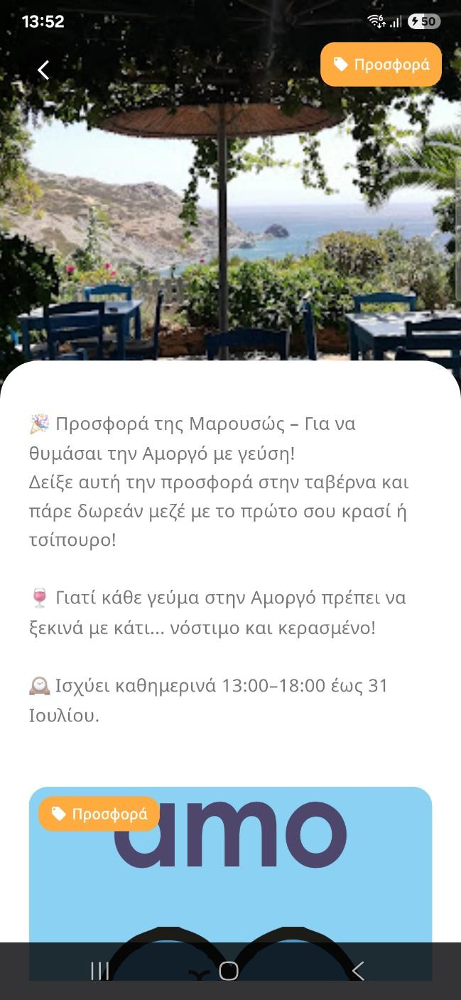 13:52
6
50
Προσφορά
🎉 Προσφορά της Μαρουσώς – Για να
θυμάσαι την Αμοργό με γεύση!
Δείξε αυτή την προσφορά στην ταβέρνα και
πάρε δωρεάν μεζέ με το πρώτο σου κρασί ή
τσίπουρο!
🍷 Γιατί κάθε γεύμα στην Αμοργό πρέπει να
ξεκινά με κάτι... νόστιμο και κερασμένο!
🕰️ Ισχύει καθημερινά 13:00–18:00 έως 31
Ιουλίου.
Προσφορά
amo